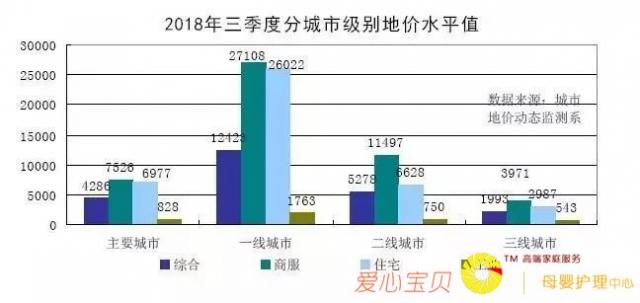 2018年三季度分城市级别地价水平值
30000
25000
20000
15000
10000
5000
0
数据来源：城市
地价动态监测系
4286 7526 6977 828
12423 27108 26022 1763
5278 11497 6628 750
1993 3971 2987 543
主要城市 一线城市 二线城市 三线城市
综合 商服 住宅
TM 高端家庭服务
爱心宝贝 母婴护理中心